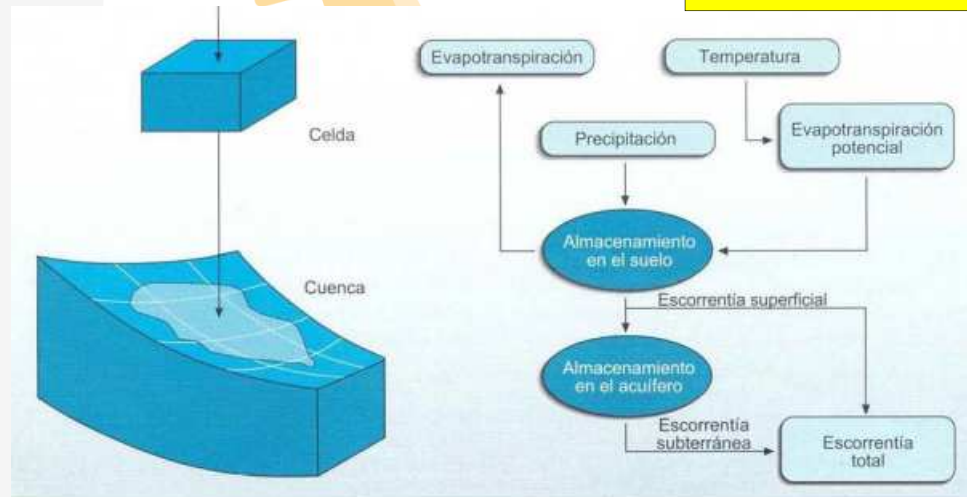 Celda
Cuenca
Evapotranspiración
Temperatura
Precipitación
Evapotranspiración
potencial
Almacenamiento
en el suelo
Escorrentía superficial
Almacenamiento
en el acuífero
Escorrentía
subterránea
Escorrentía
total